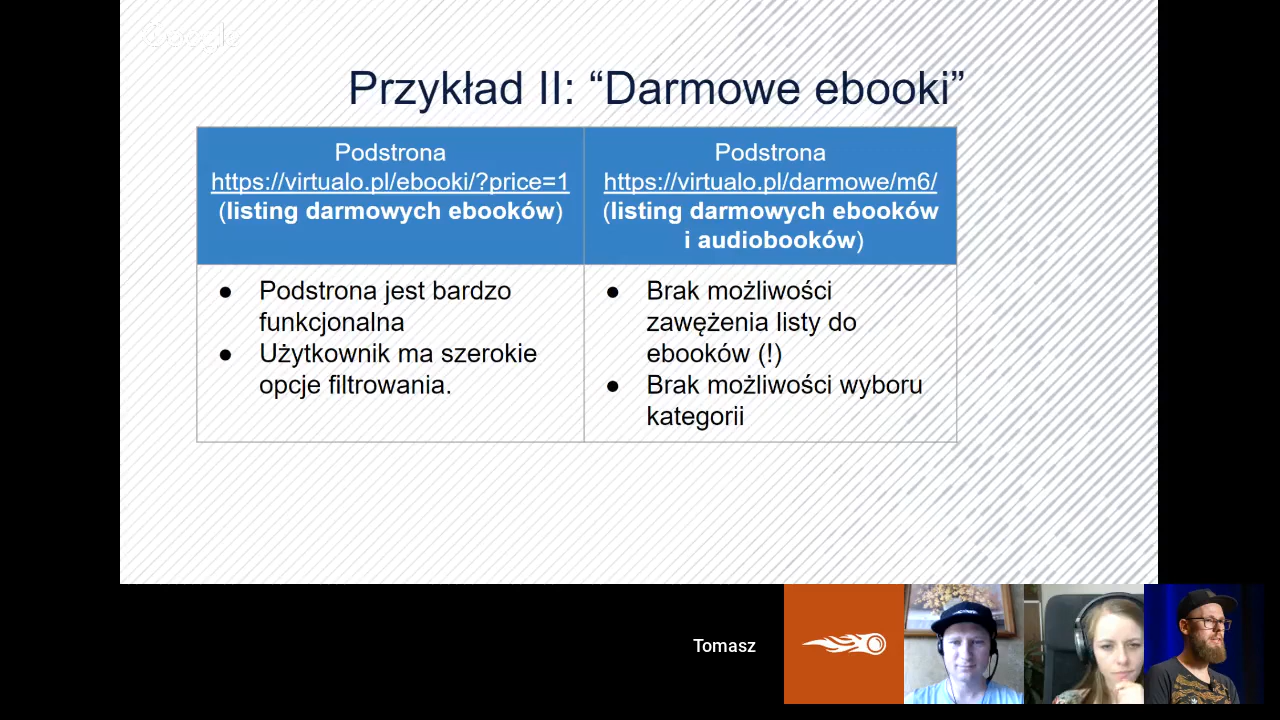 Google
Przykład II: “Darmowe ebooki”
Podstrona
https://virtualo.pl/ebooki/?price=1
(listing darmowych ebooków)
Podstrona
https://virtualo.pl/darmowe/m6/
(listing darmowych ebooków
i audiobooków)
● Podstrona jest bardzo
funkcjonalna
● Użytkownik ma szerokie
opcje filtrowania.
● Brak możliwości
zawężenia listy do
ebooków (!)
● Brak możliwości wyboru
kategorii
Tomasz